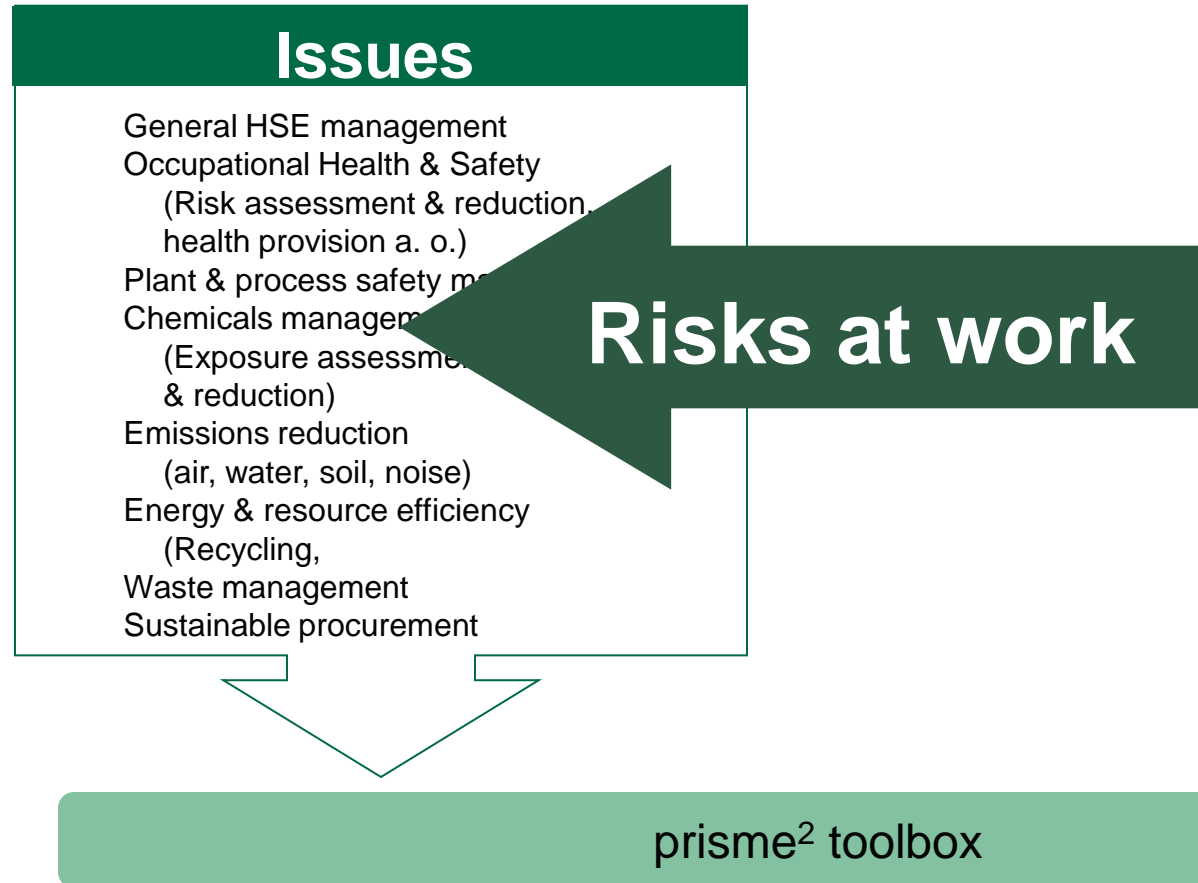 Issues
General HSE management
Occupational Health & Safety
(Risk assessment & reduction,
health provision a. o.)
Plant & process safety
Chemicals
(Exposure
& reduction)
Emissions reduction
(air, water, soil, noise)
Energy & resource efficiency
(Recycling,
Waste management
Sustainable procurement
Risks at work
prisme² toolbox